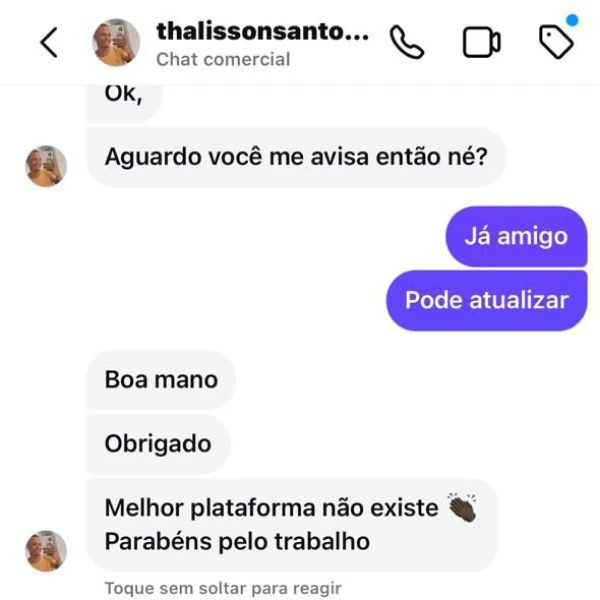 thalissonsanto...
Chat comercial
Ok,
Aguardo você me avisa então né?
Já amigo
Pode atualizar
Boa mano
Obrigado
Melhor plataforma não existe 👏🏿
Parabéns pelo trabalho
Toque sem soltar para reagir